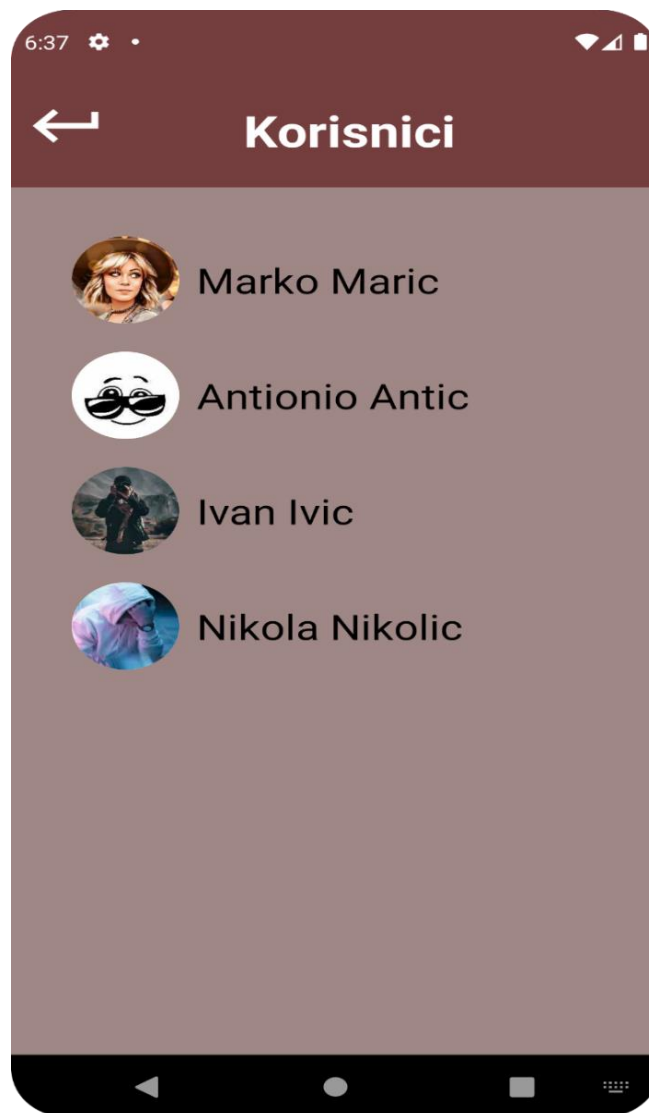 6:37
Korisnici
Marko Maric
Antionio Antic
Ivan Ivic
Nikola Nikolic